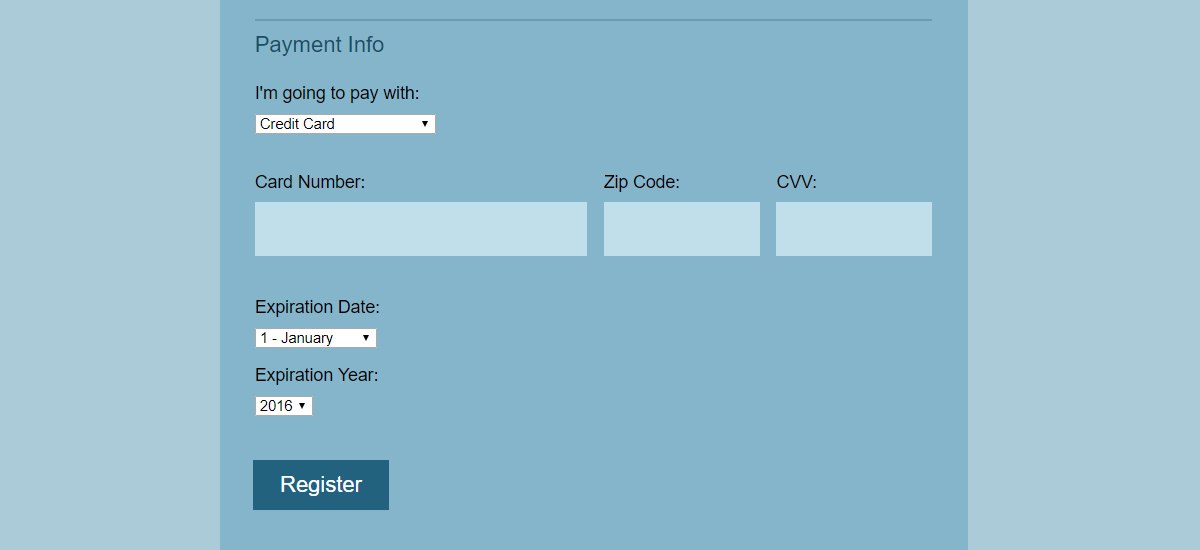 Payment Info
I'm going to pay with:
Credit Card
Card Number: Zip Code: CVV:
Expiration Date:
1 - January
Expiration Year:
2016
Register